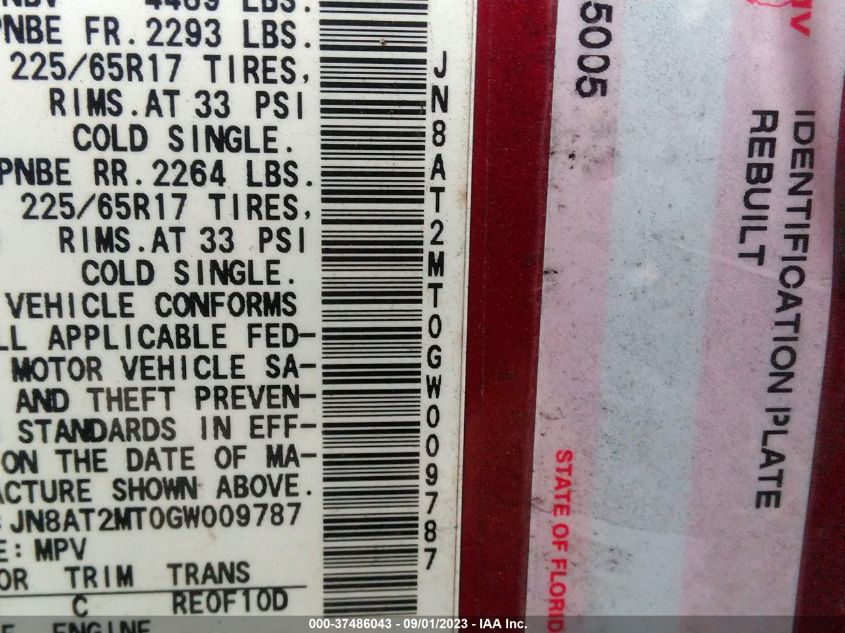 4469 LBS.
PNBE FR. 2293 LBS.
225/65R17 TIRES,
RIMS. AT 33 PSI
COLD SINGLE.
PNBE RR. 2264 LBS.
225/65R17 TIRES,
RIMS. AT 33 PSI
COLD SINGLE.
VEHICLE CONFORMS
LL APPLICABLE FED-
MOTOR VEHICLE SA-
AND THEFT PREVEN-
STANDARDS IN EFF-
ON THE DATE OF MA-
ACTURE SHOWN ABOVE.
:JN8AT2MT0GW009787
E: MPV
OR TRIM TRANS
C RE0F10D
ENGINE
JN8AT2MT0GW009787
5005
STATE OF FLORID
IDENTIFICATION PLATE
REBUILT
000-37486043 - 09/01/2023 - IAA Inc.